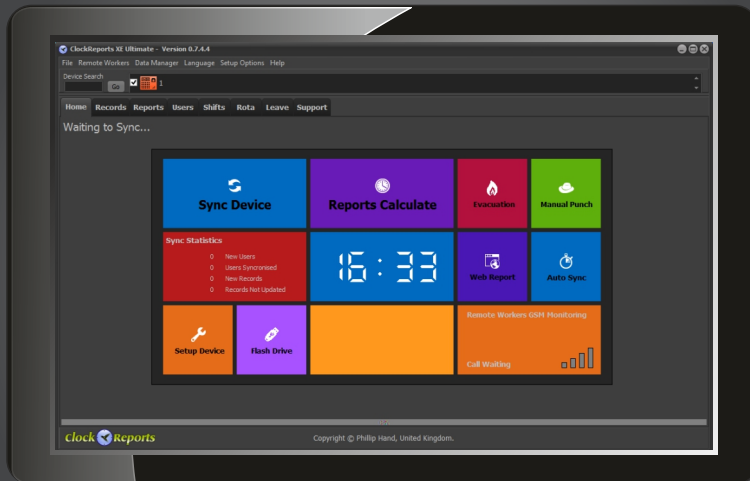 ClockReports XE Ultimate - Version 0.7.4.4
File Remote Workers Data Manager Language Setup Options Help
Device Search
Go 1
Home Records Reports Users Shifts Rota Leave Support
Waiting to Sync...
Sync Device
Reports Calculate
Evacuation
Manual Punch
Sync Statistics
0 New Users
0 Users Syncronised
0 New Records
0 Records Not Updated
16:33
Web Report
Auto Sync
Setup Device
Flash Drive
Remote Workers GSM Monitoring
Call Waiting
Clock Reports
Copyright © Phillip Hand, United Kingdom.